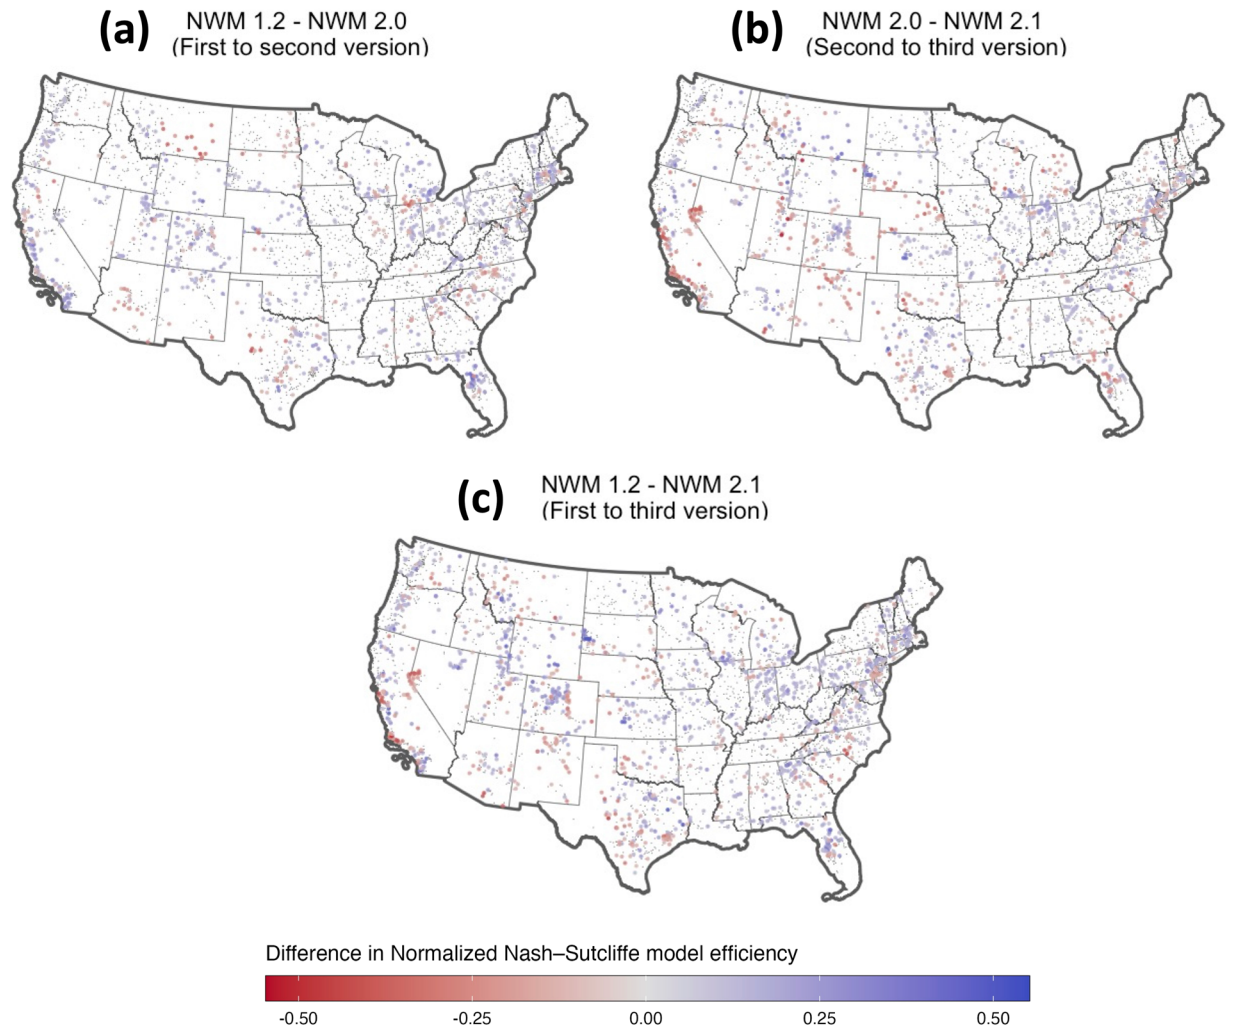 (a) NWM 1.2 - NWM 2.0
(First to second version)
(b) NWM 2.0 - NWM 2.1
(Second to third version)
(c) NWM 1.2 - NWM 2.1
(First to third version)
Difference in Normalized Nash–Sutcliffe model efficiency
-0.50 -0.25 0.00 0.25 0.50